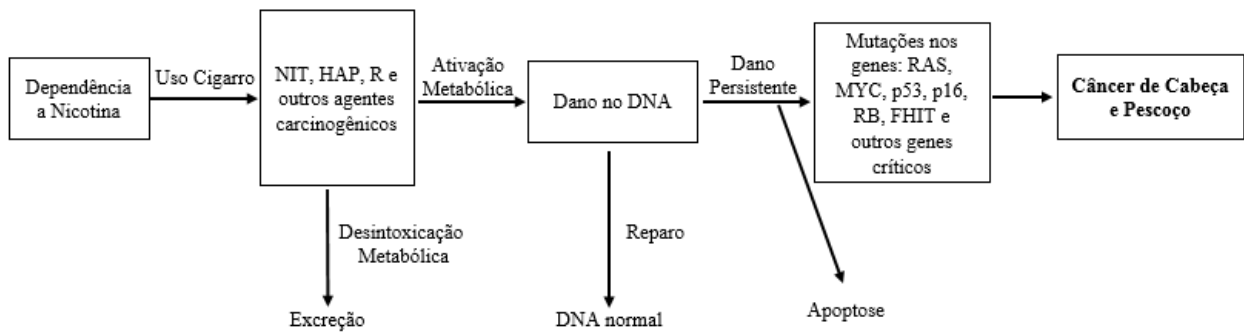 Dependência
a Nicotina
Uso Cigarro
NIT, HAP, R e
outros agentes
carcinogênicos
Ativação
Metabólica
Dano no DNA
Dano
Persistente
Mutações nos
genes: RAS,
MYC, p53, p16,
RB, FHIT e
outros genes
críticos
Câncer de Cabeça
e Pescoço
Desintoxicação
Metabólica
Reparo
Excreção
DNA normal
Apoptose